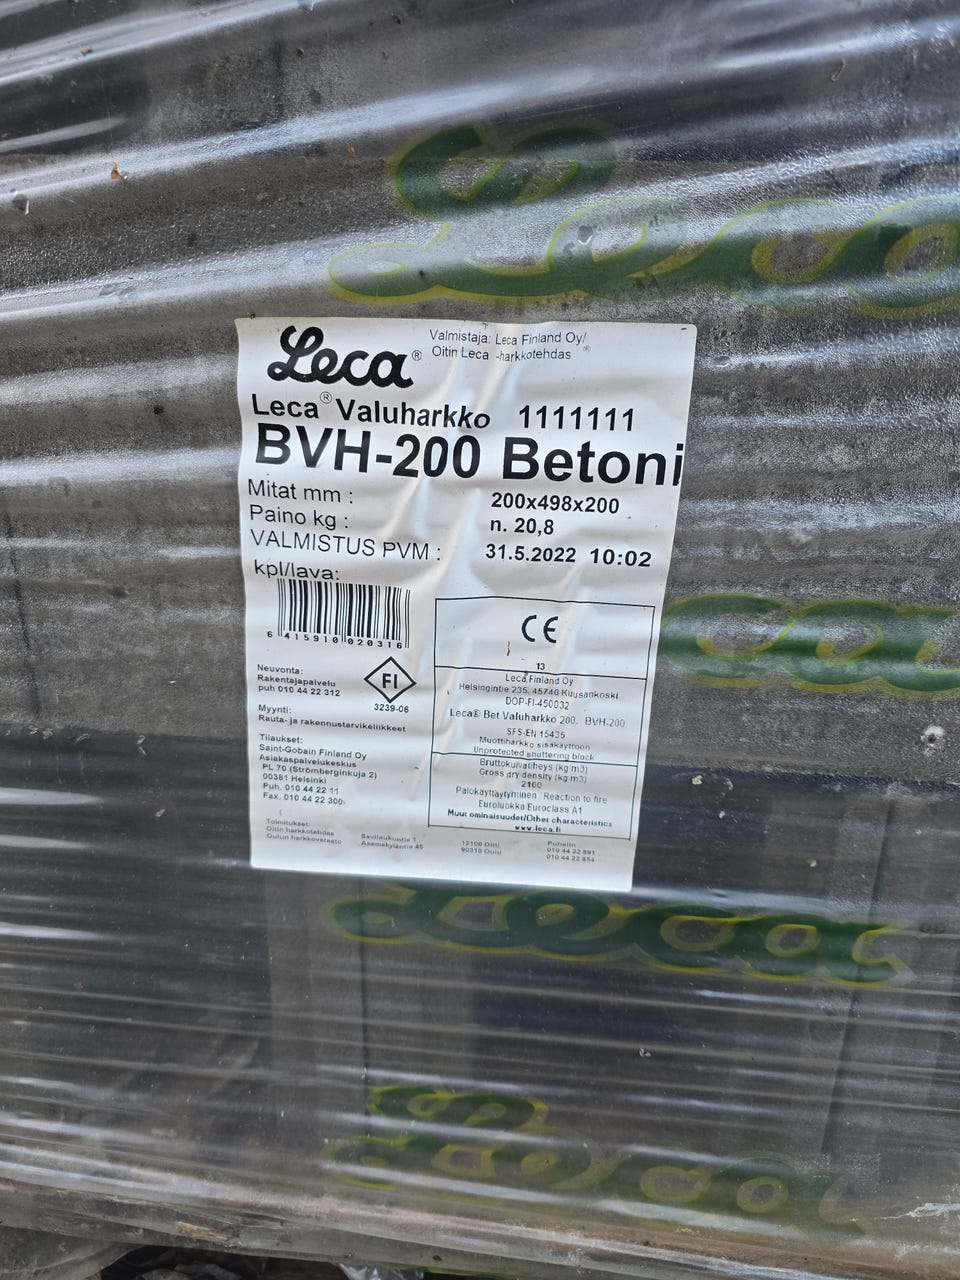 Leca
Leca
Leca®
Valmistaja: Leca Finland Oy/
Oitin Leca -harkkotehdas ®
Leca® Valuharkko 1111111
BVH-200 Betoni
Mitat mm : 200x498x200
Paino kg : n. 20,8
VALMISTUS PVM : 31.5.2022 10:02
kpl/lava:
6 415910 020316
Neuvonta:
Rakentajapalvelu
puh 010 44 22 312
FI
3239-06
Myynti:
Rauta- ja rakennustarvikeliikkeet
Tilaukset:
Saint-Gobain Finland Oy
Asiakaspalvelukeskus
PL 70 (Strömberginkuja 2)
00381 Helsinki
Puh. 010 44 22 11
Fax. 010 44 22 300
CE
13
Leca Finland Oy
Helsingintie 235, 45740 Kuusankoski
DOP-FI-450032
Leca® Bet Valuharkko 200, BVH-200
SFS-EN 15435
Muottiharkko sisäkäyttöön
Unprotected shuttering block
Bruttokuivatiheys (kg m3)
Gross dry density (kg m3)
2100
Palokäyttäytyminen / Reaction to fire
Euroluokka/Euroclass A1
Muut ominaisuudet/Other characteristics
www.leca.fi
Toimitukset:
Oitin harkkotehdas Savilaukuntie 1 12100 Oitti
Oulun harkkovarasto Asemakyläntie 45 90310 Oulu
Puhelin
010 44 22 891
010 44 22 854
Leca
Leca
Leca